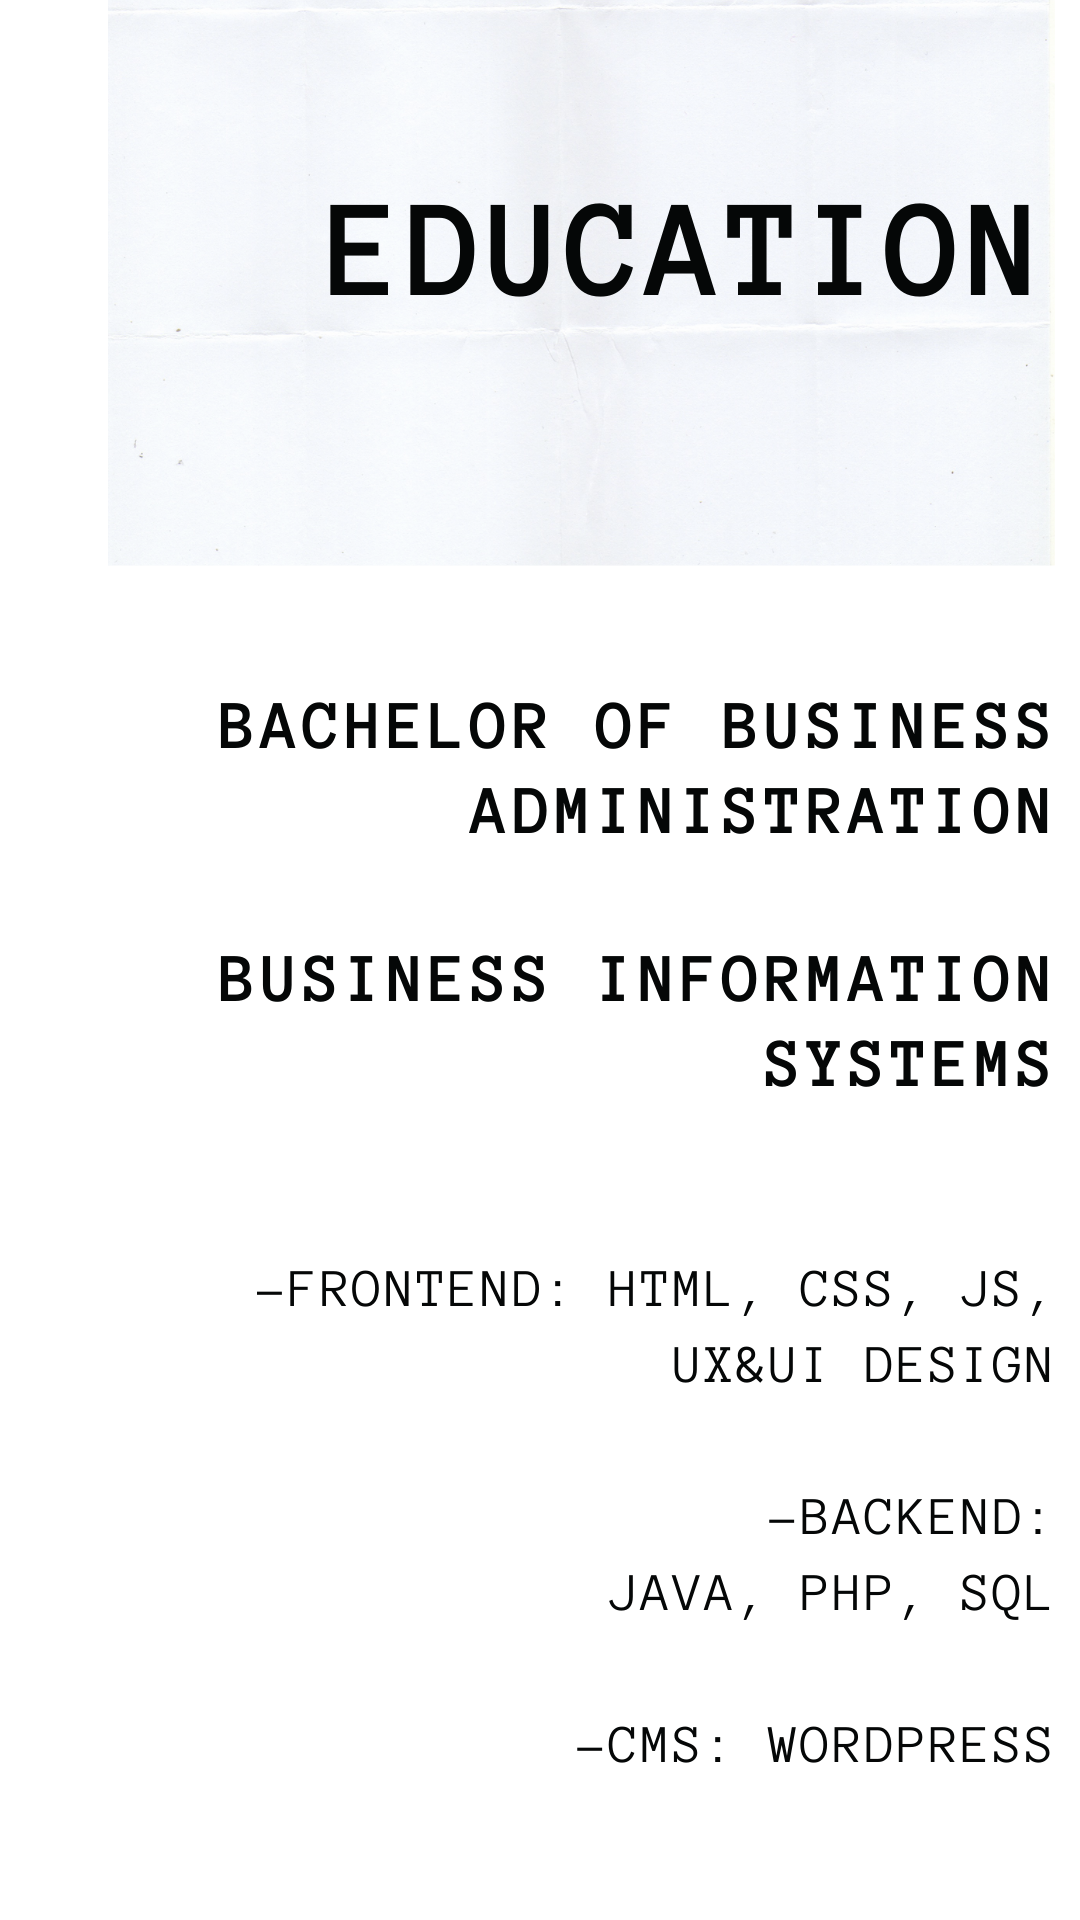 EDUCATION
BACHELOR OF BUSINESS
ADMINISTRATION
BUSINESS INFORMATION
SYSTEMS
–FRONTEND: HTML, CSS, JS,
UX&UI DESIGN
–BACKEND:
JAVA, PHP, SQL
–CMS: WORDPRESS